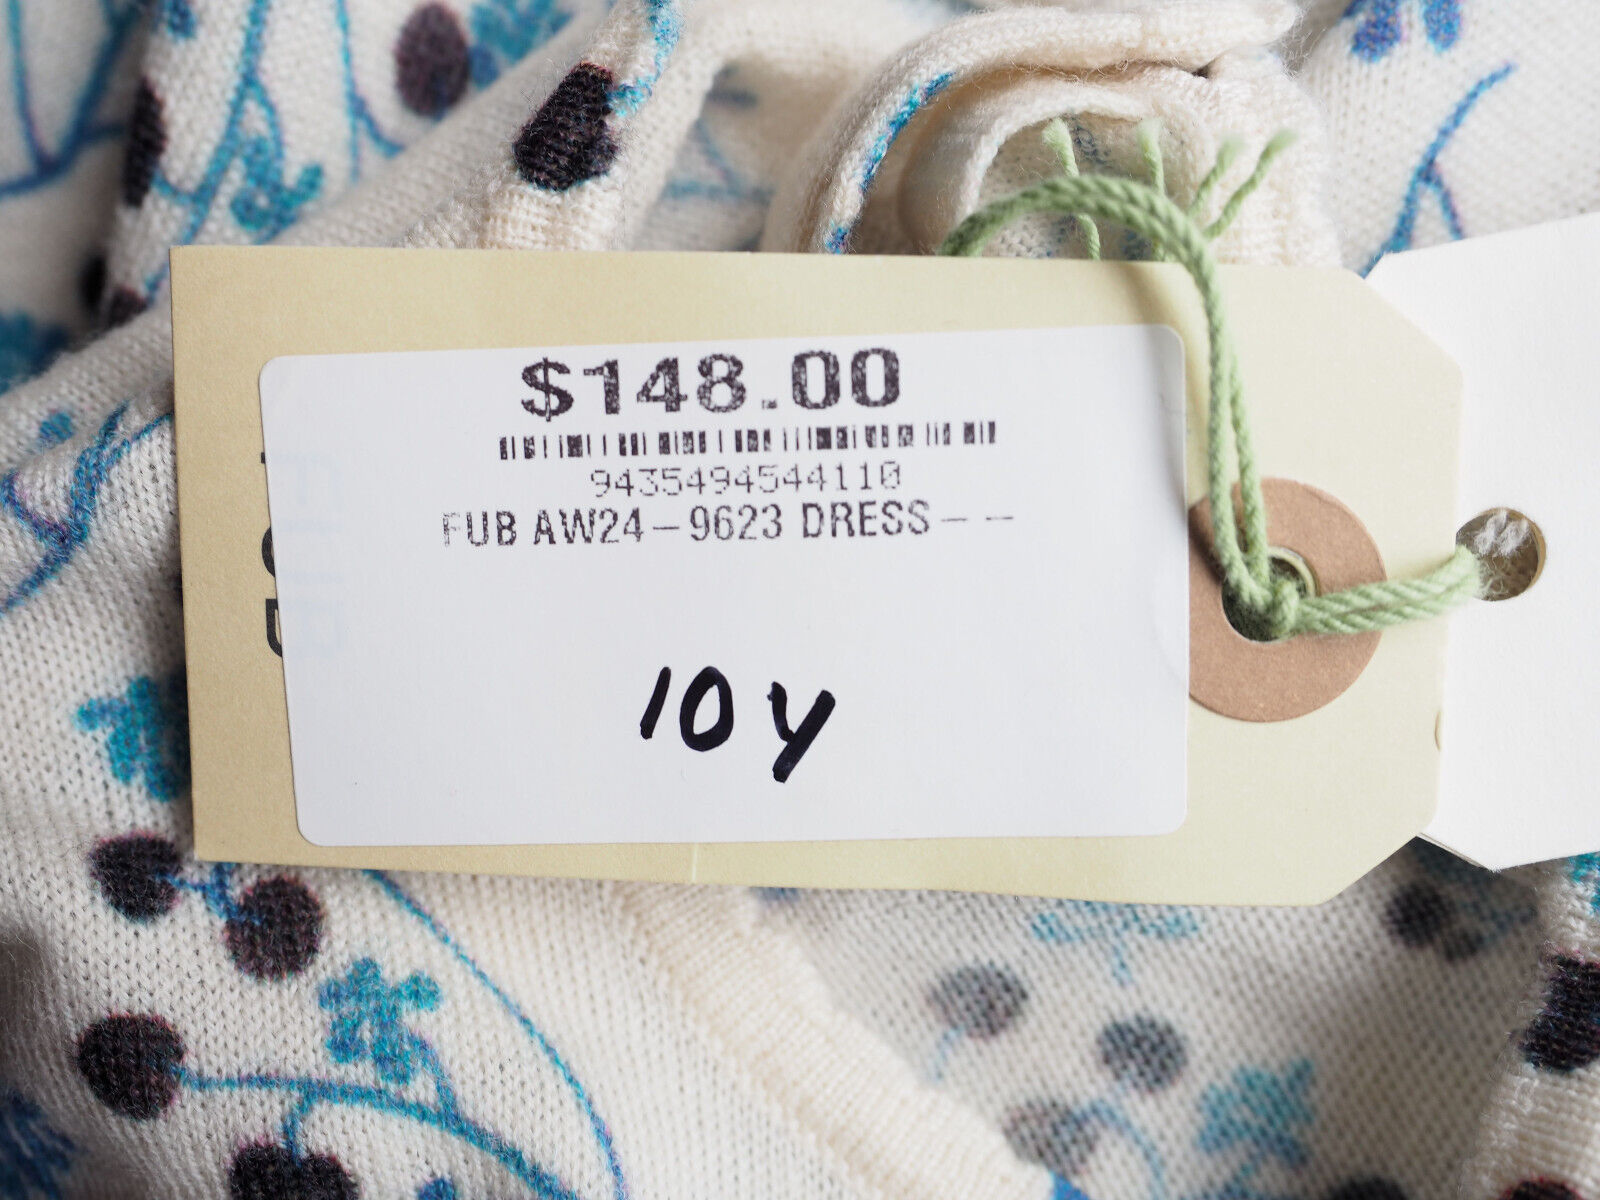 $148.00
9435494544110
FUB AW24-9623 DRESS- -
10 y